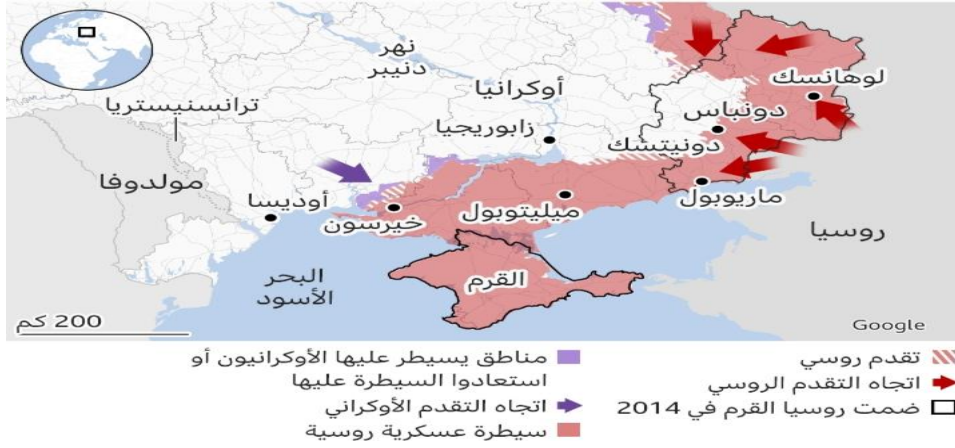 نهر
دنيبر
أوكرانيا
لوهانسك
ترانسنيستريا
دونباس
زابوريجيا
دونيتشك
مولدوفا
أوديسا
خيرسون
ميليتوبول
ماريوبول
روسيا
البحر
الأسود
القرم
200 كم
Google
تقدم روسي
اتجاه التقدم الروسي
ضمت روسيا القرم في 2014
مناطق يسيطر عليها الأوكرانيون أو
استعادوا السيطرة عليها
اتجاه التقدم الأوكراني
سيطرة عسكرية روسية